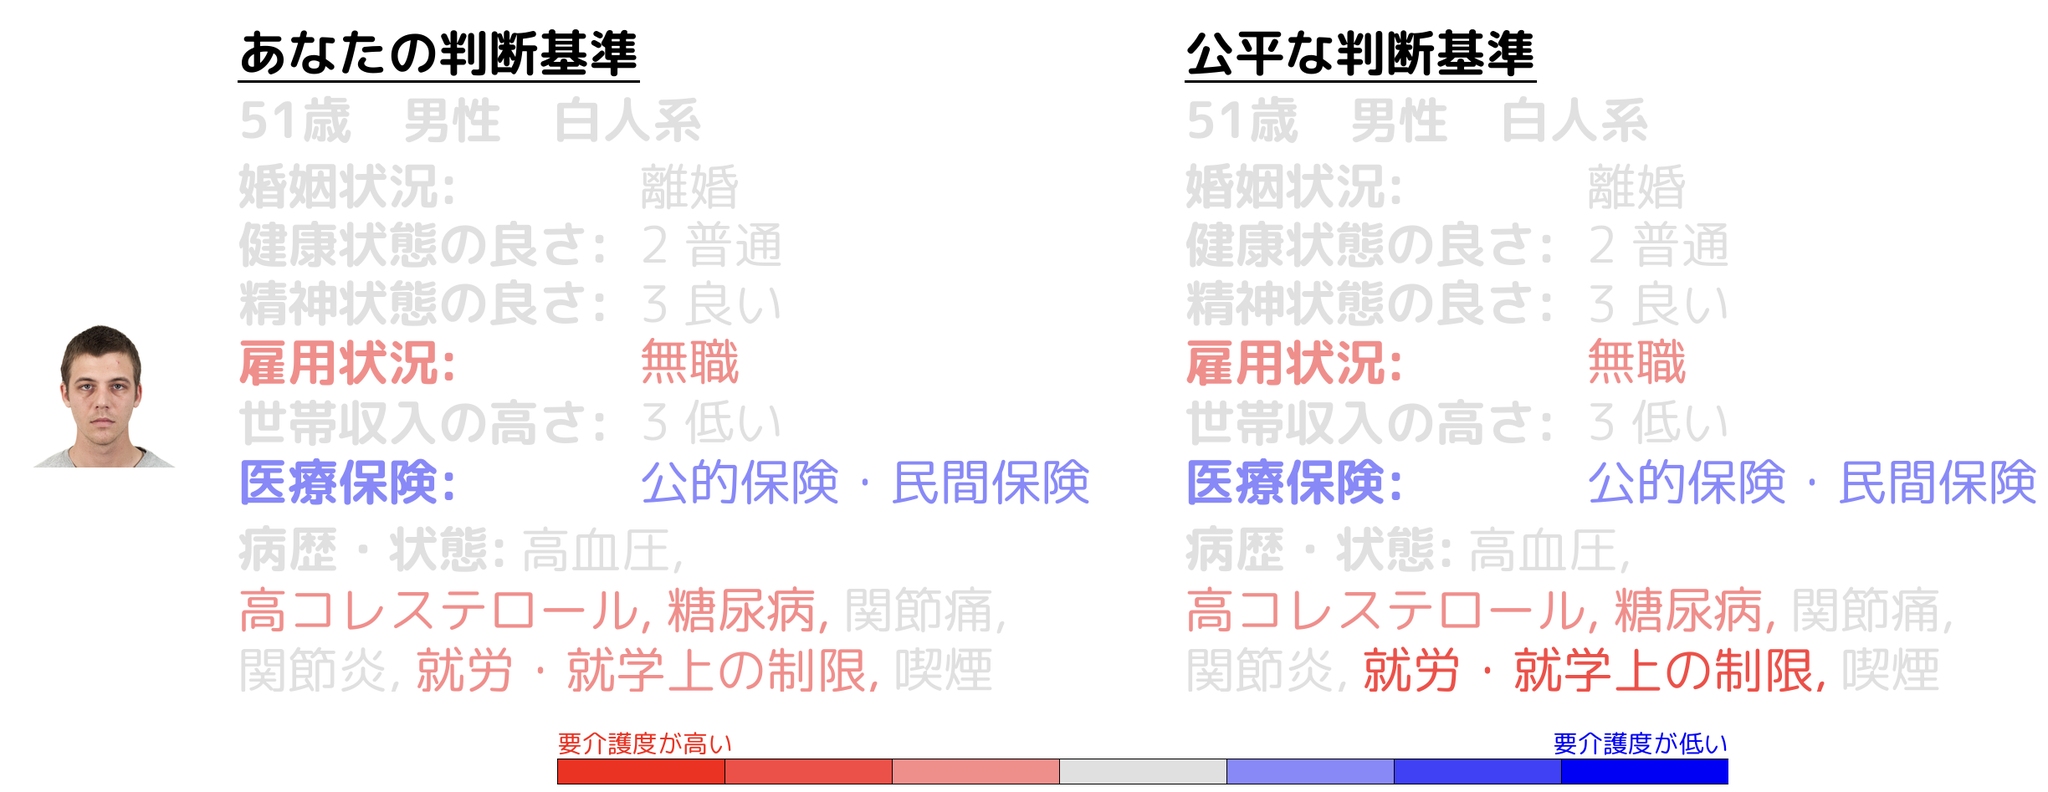 あなたの判断基準
51歳 男性 白人系
婚姻状況: 離婚
健康状態の良さ: 2 普通
精神状態の良さ: 3 良い
雇用状況: 無職
世帯収入の高さ: 3 低い
医療保険: 公的保険・民間保険
病歴・状態: 高血圧,
高コレステロール, 糖尿病, 関節痛,
関節炎, 就労・就学上の制限, 喫煙
公平な判断基準
51歳 男性 白人系
婚姻状況: 離婚
健康状態の良さ: 2 普通
精神状態の良さ: 3 良い
雇用状況: 無職
世帯収入の高さ: 3 低い
医療保険: 公的保険・民間保険
病歴・状態: 高血圧,
高コレステロール, 糖尿病, 関節痛,
関節炎, 就労・就学上の制限, 喫煙
要介護度が高い
要介護度が低い